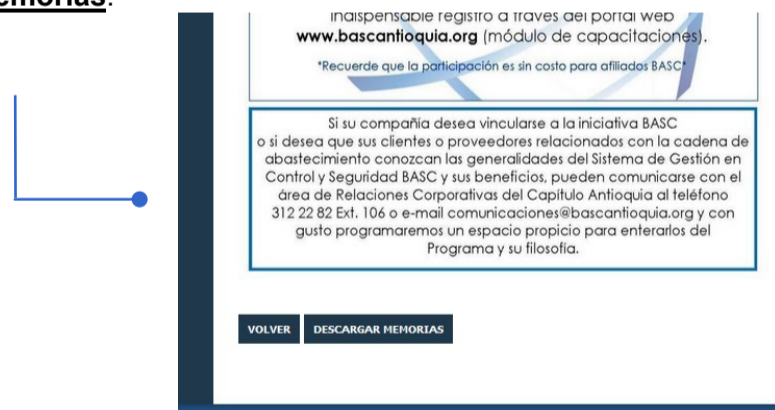 emorias.
indispensable registro a través del portal web
www.bascantioquia.org (módulo de capacitaciones).
*Recuerde que la participación es sin costo para afiliados BASC*
Si su compañía desea vincularse a la iniciativa BASC
o si desea que sus clientes o proveedores relacionados con la cadena de
abastecimiento conozcan las generalidades del Sistema de Gestión en
Control y Seguridad BASC y sus beneficios, pueden comunicarse con el
área de Relaciones Corporativas del Capítulo Antioquia al teléfono
312 22 82 Ext. 106 o e-mail comunicaciones@bascantioquia.org y con
gusto programaremos un espacio propicio para enterarlos del
Programa y su filosofía.
VOLVER DESCARGAR MEMORIAS